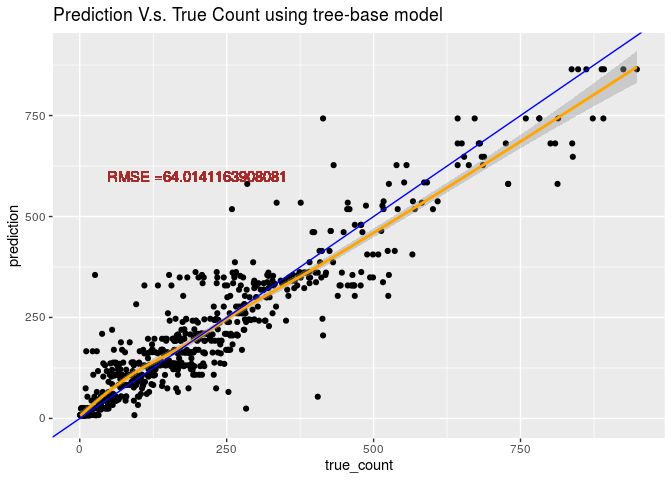 Prediction V.s. True Count using tree-base model
750
RMSE =64.0141163908081
500
250
0
prediction
0 250 500 750
true_count